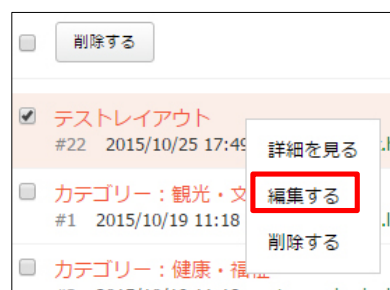 削除する
テストレイアウト
#22 2015/10/25 17:49
詳細を見る
カテゴリー：観光・文
編集する
#1 2015/10/19 11:18
削除する
カテゴリー：健康・福祉